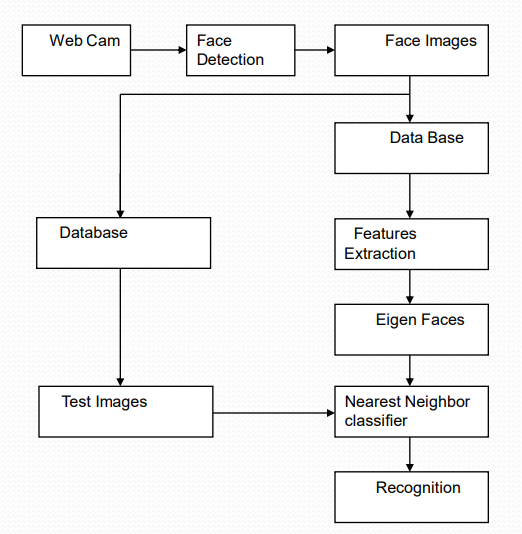 Web Cam
Face
Detection
Face Images
Data Base
Database
Features
Extraction
Eigen Faces
Test Images
Nearest Neighbor
classifier
Recognition